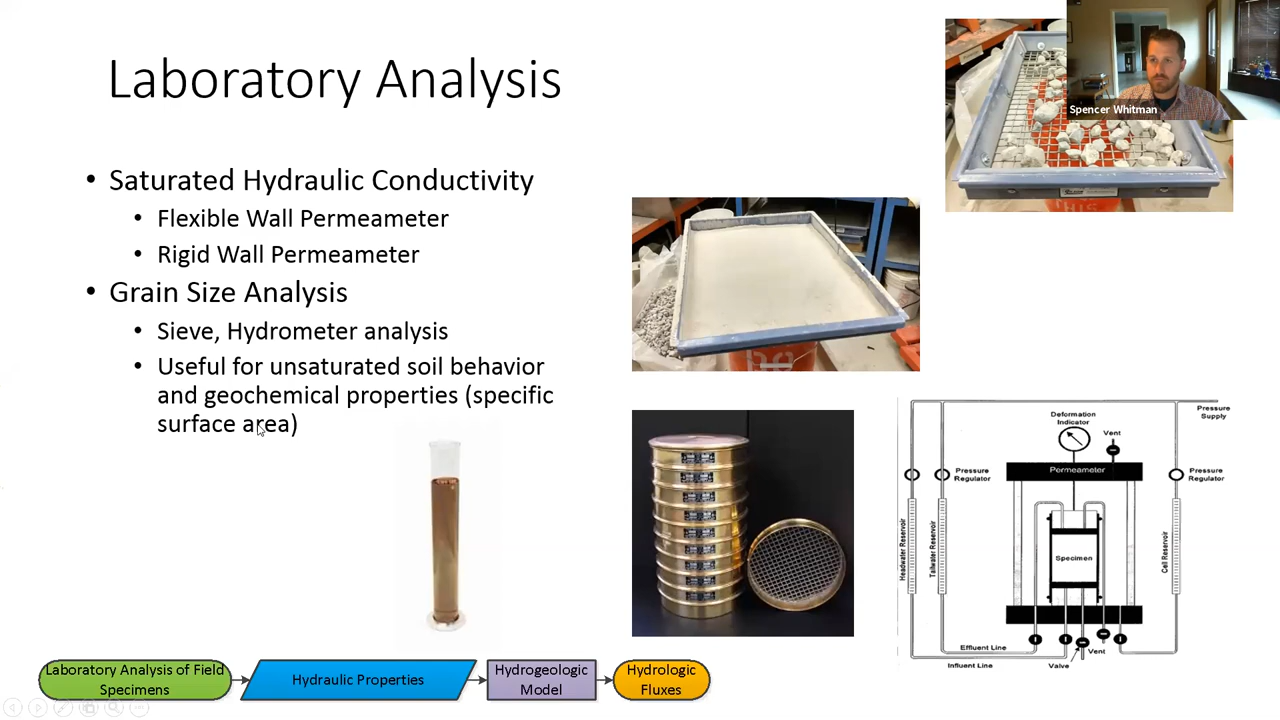 Laboratory Analysis
• Saturated Hydraulic Conductivity
• Flexible Wall Permeameter
• Rigid Wall Permeameter
• Grain Size Analysis
• Sieve, Hydrometer analysis
• Useful for unsaturated soil behavior
and geochemical properties (specific
surface area)
Spencer Whitman
THIS
Pressure
Supply
Deformation
Indicator
Vent
Pressure
Regulator
Permeameter
Pressure
Regulator
Headwater Reservoir
Tailwater Reservoir
Specimen
Cell Reservoir
Effluent Line
Influent Line
Valve
Vent
Laboratory Analysis of Field
Specimens
Hydraulic Properties
Hydrogeologic
Model
Hydrologic
Fluxes